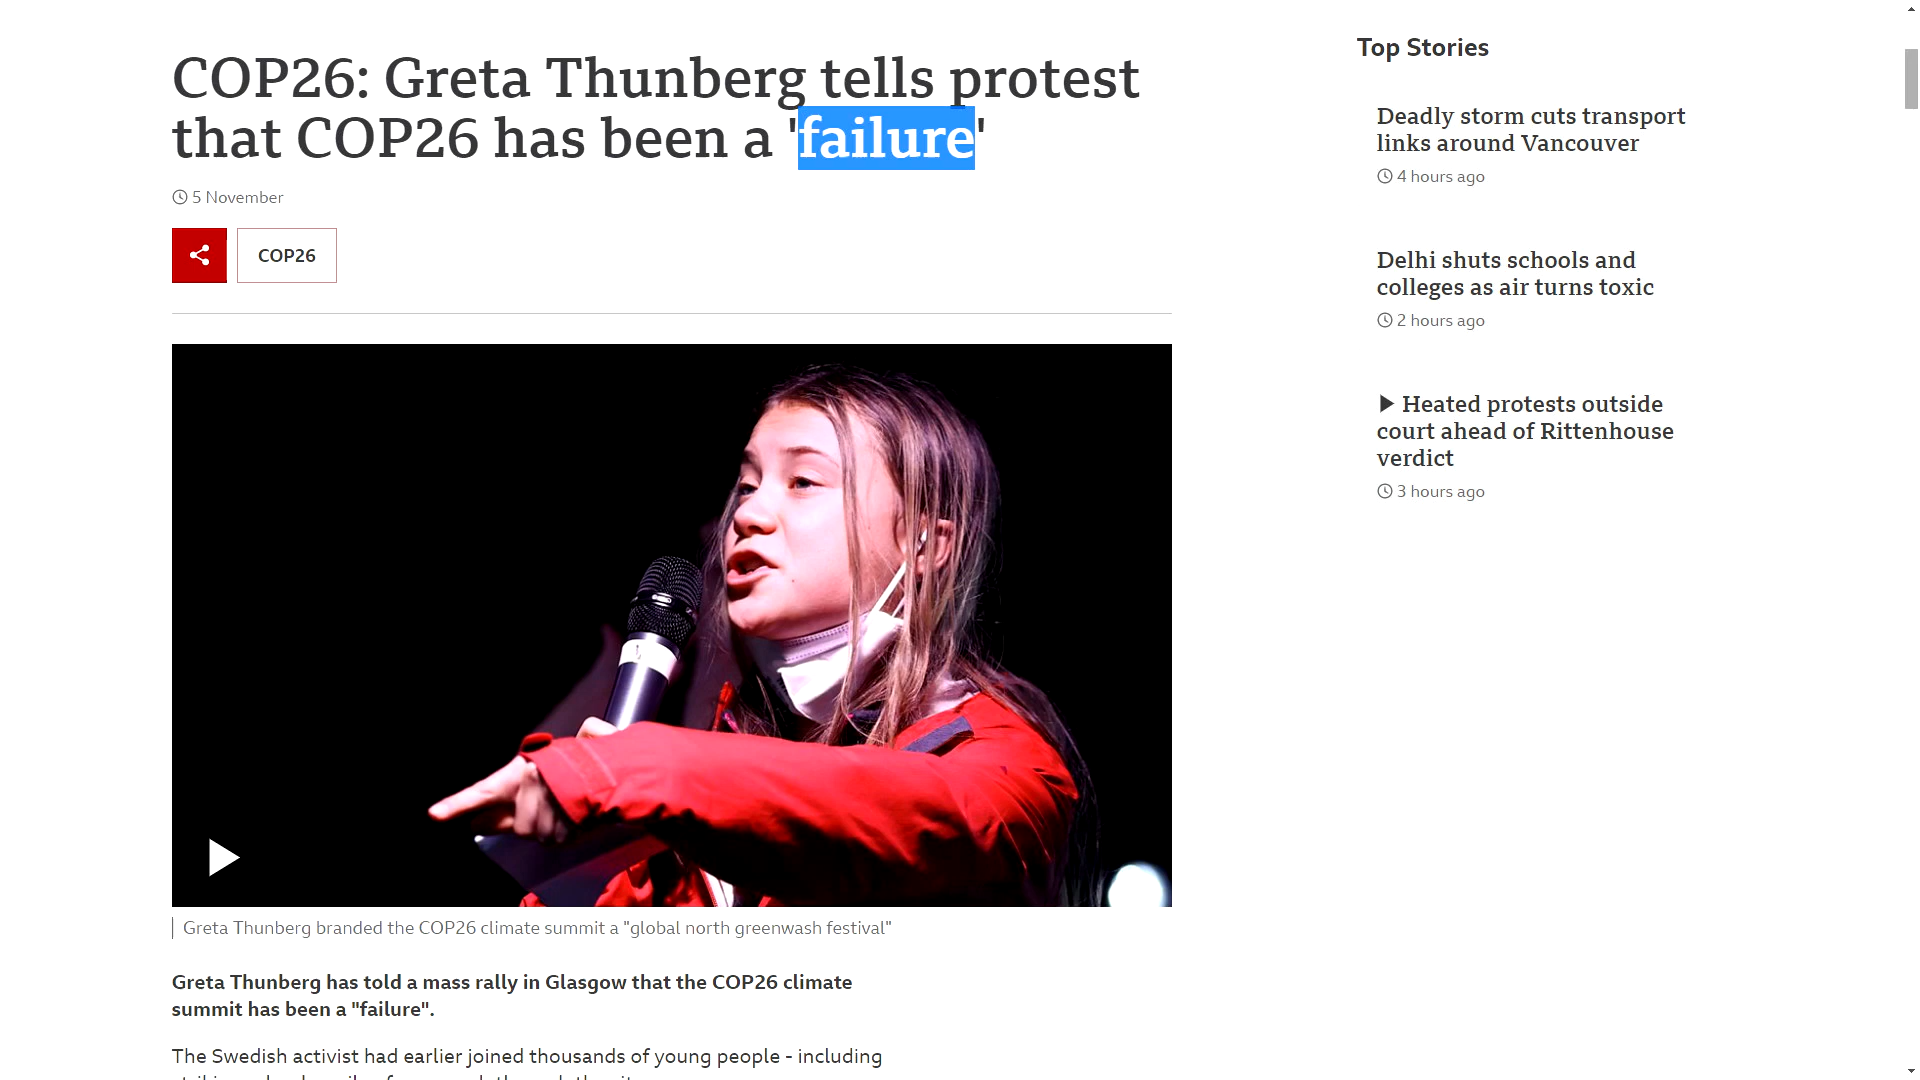 COP26: Greta Thunberg tells protest
that COP26 has been a 'failure'
5 November
COP26
Greta Thunberg branded the COP26 climate summit a "global north greenwash festival"
Greta Thunberg has told a mass rally in Glasgow that the COP26 climate
summit has been a "failure".
The Swedish activist had earlier joined thousands of young people - including
Top Stories
Deadly storm cuts transport
links around Vancouver
4 hours ago
Delhi shuts schools and
colleges as air turns toxic
2 hours ago
Heated protests outside
court ahead of Rittenhouse
verdict
3 hours ago